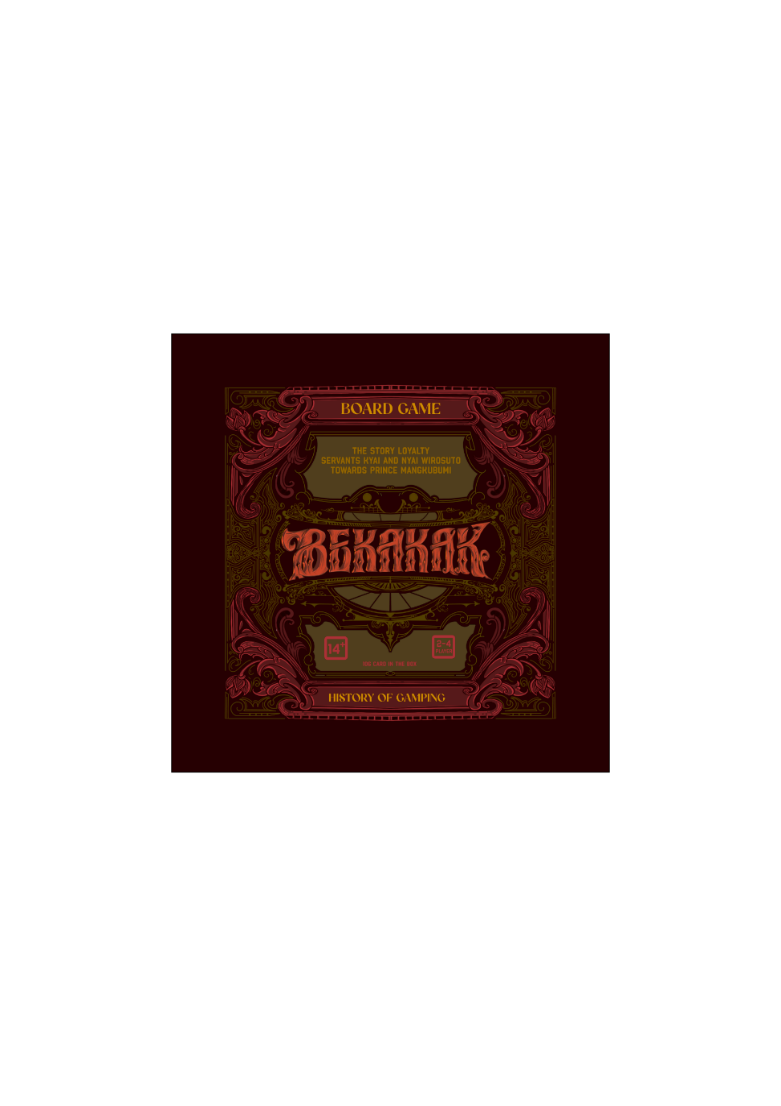 BOARD GAME
THE STORY LOYALTY
SERVANTS KYAI AND NYAI WIROSUTO
TOWARDS PRINCE MANGKUBUMI
BEKAKAK
14+
2-4
HISTORY OF GAMPING